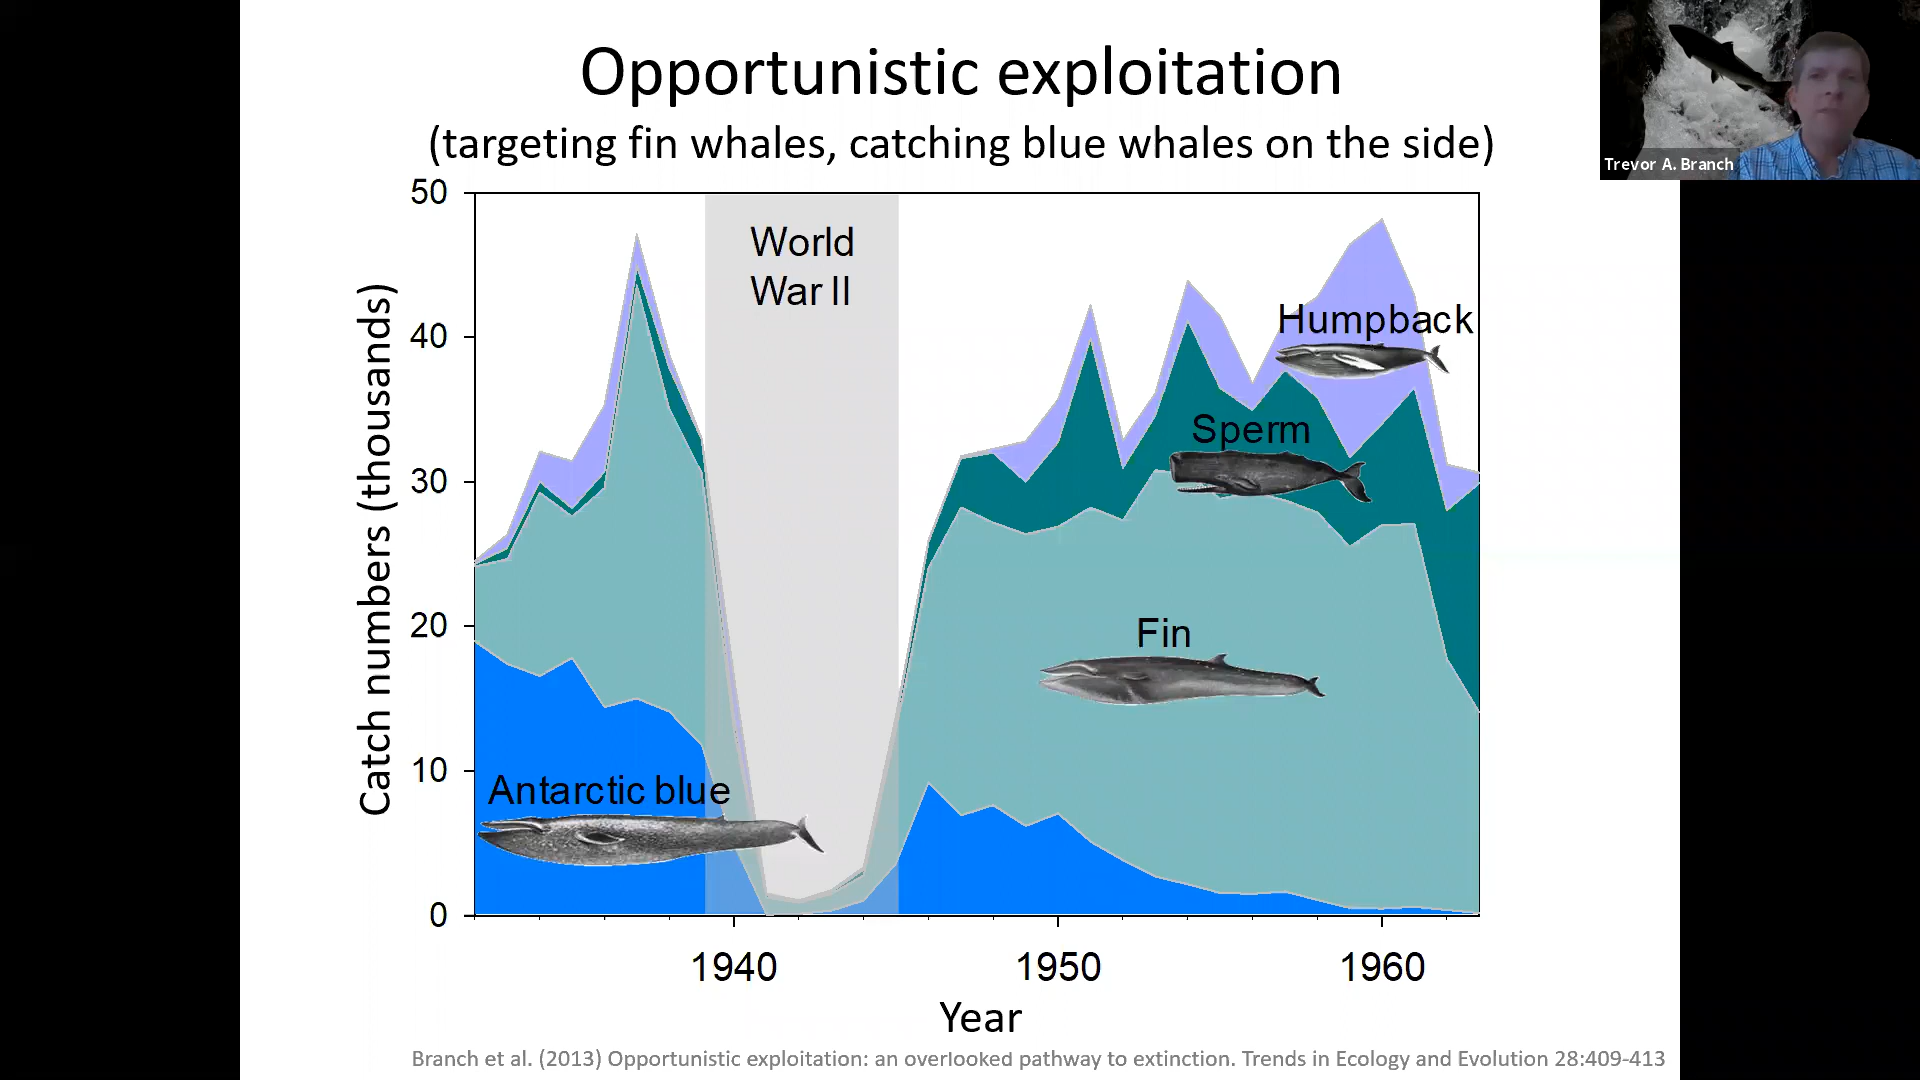 Opportunistic exploitation
(targeting fin whales, catching blue whales on the side)
Trevor A. Branch
50
40
30
20
10
0
Catch numbers (thousands)
World
War II
Humpback
Sperm
Fin
Antarctic blue
1940
1950
1960
Year
Branch et al. (2013) Opportunistic exploitation: an overlooked pathway to extinction. Trends in Ecology and Evolution 28:409-413